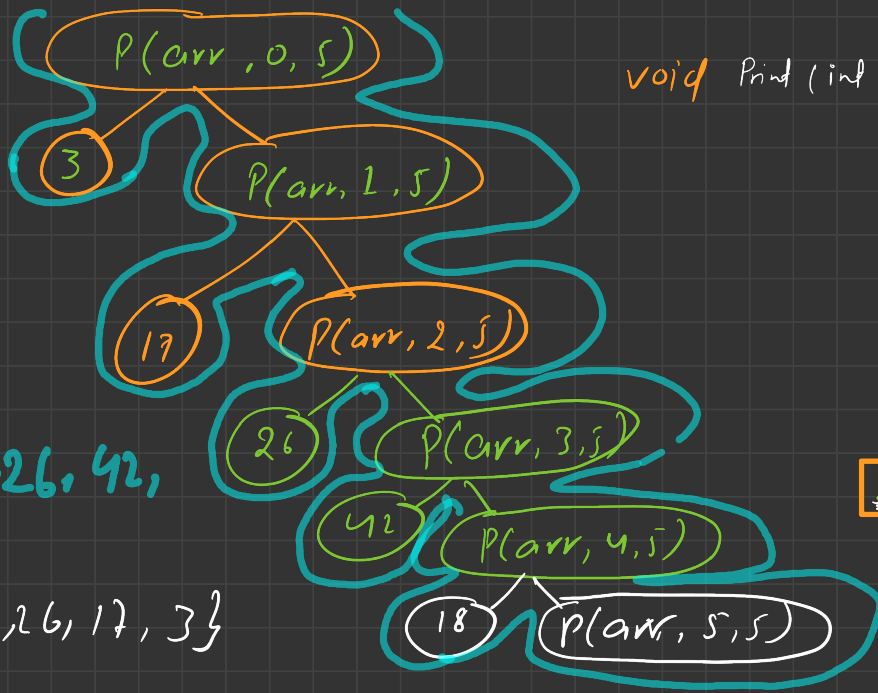 P(arr, 0, 5)
void Print(int
3
P(arr, 1, 5)
17
P(arr, 2, 5)
26
P(arr, 3, 5)
26, 42,
42
P(arr, 4, 5)
18
P(arr, 5, 5)
, 26, 17, 3}